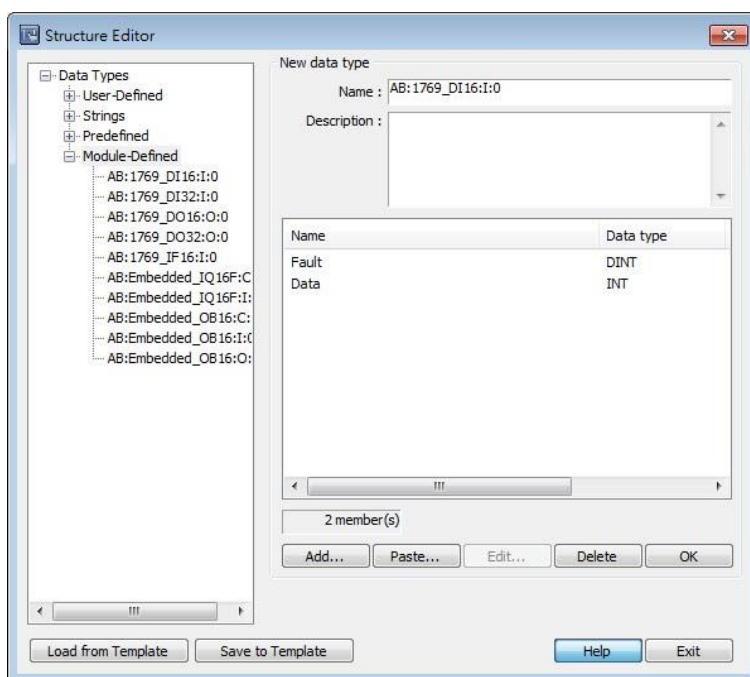 Structure Editor
Data Types
User-Defined
Strings
Predefined
Module-Defined
AB:1769_DI16:I:0
AB:1769_DI32:I:0
AB:1769_DO16:O:0
AB:1769_DO32:O:0
AB:1769_IF16:I:0
AB:Embedded_IQ16F:C
AB:Embedded_IQ16F:I:
AB:Embedded_OB16:C:
AB:Embedded_OB16:I:(
AB:Embedded_OB16:O:
New data type
Name : AB:1769_DI16:I:0
Description :
Name Data type
Fault DINT
Data INT
2 member(s)
Add... Paste... Edit... Delete OK
Load from Template Save to Template Help Exit